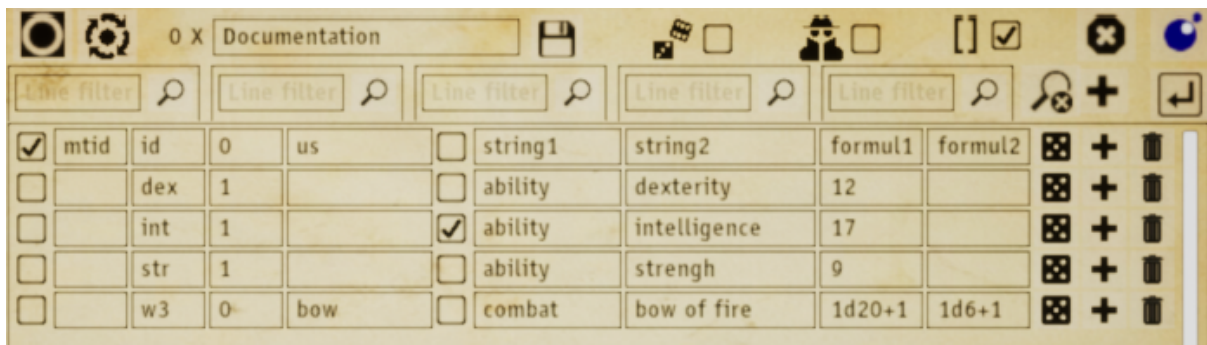 0 X Documentation []
Line filter Line filter Line filter Line filter Line filter
mtid id 0 us string1 string2 formul1 formul2
dex 1 ability dexterity 12
int 1 ability intelligence 17
str 1 ability strengh 9
w3 0 bow combat bow of fire 1d20+1 1d6+1